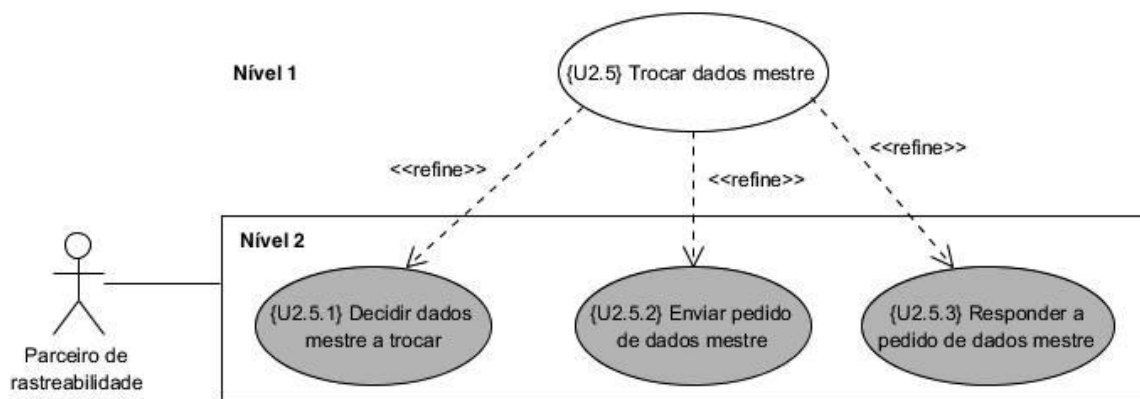 Nível 1
{U2.5} Trocar dados mestre
<<refine>>
<<refine>>
<<refine>>
Nível 2
{U2.5.1} Decidir dados
mestre a trocar
{U2.5.2} Enviar pedido
de dados mestre
{U2.5.3} Responder a
pedido de dados mestre
Parceiro de
rastreabilidade